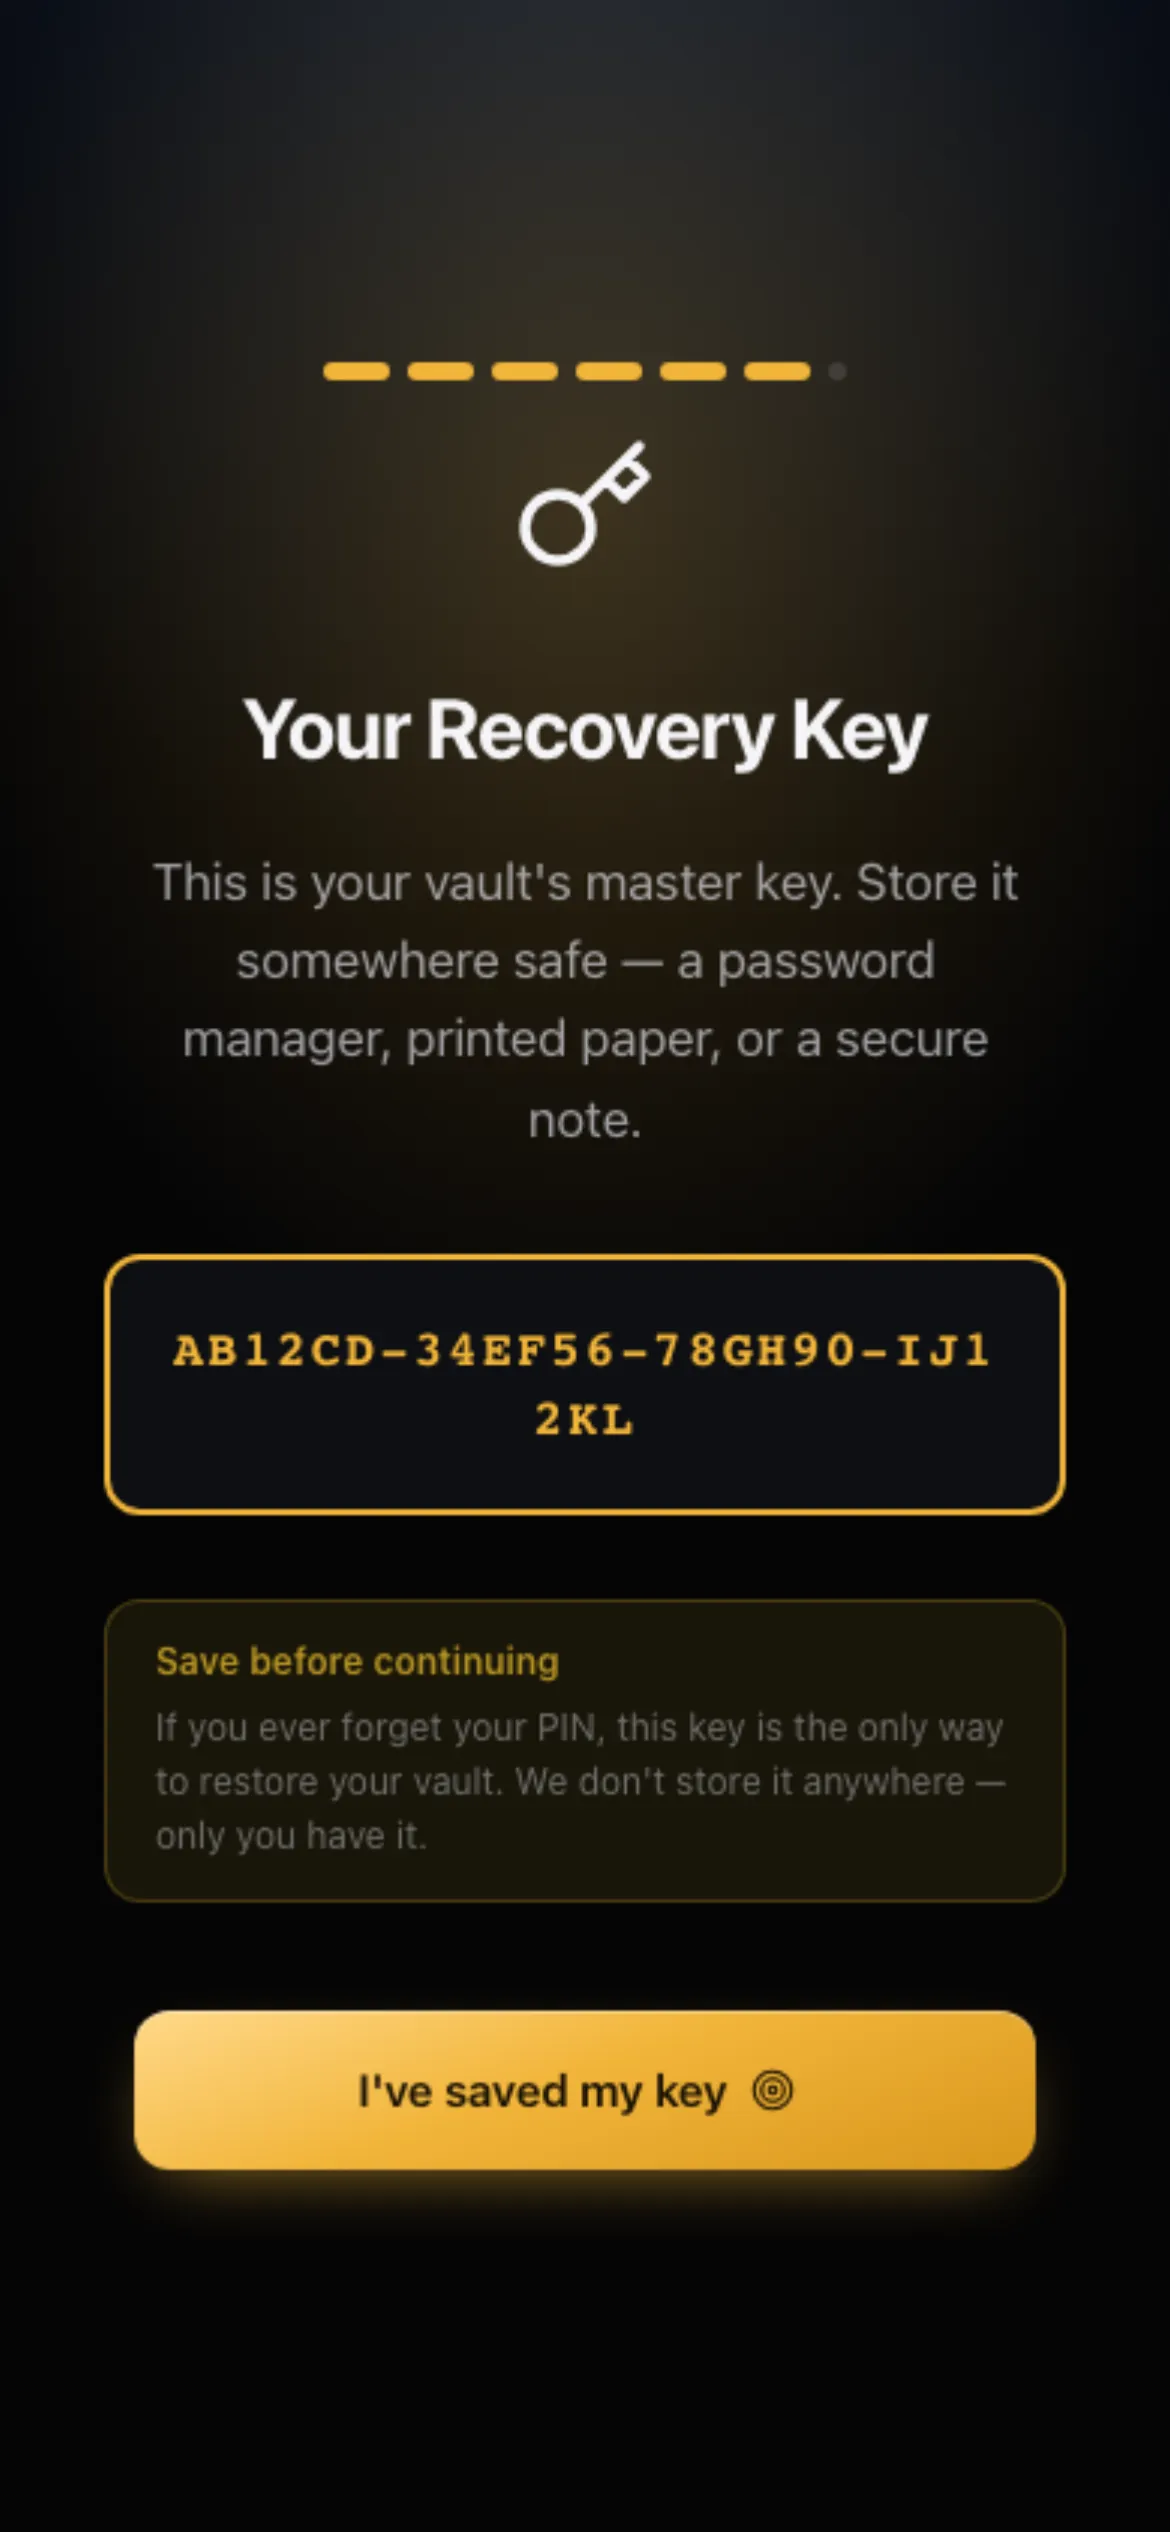 Your Recovery Key
This is your vault's master key. Store it
somewhere safe — a password
manager, printed paper, or a secure
note.
AB12CD-34EF56-78GH90-IJ1
2KL
Save before continuing
If you ever forget your PIN, this key is the only way
to restore your vault. We don't store it anywhere —
only you have it.
I've saved my key